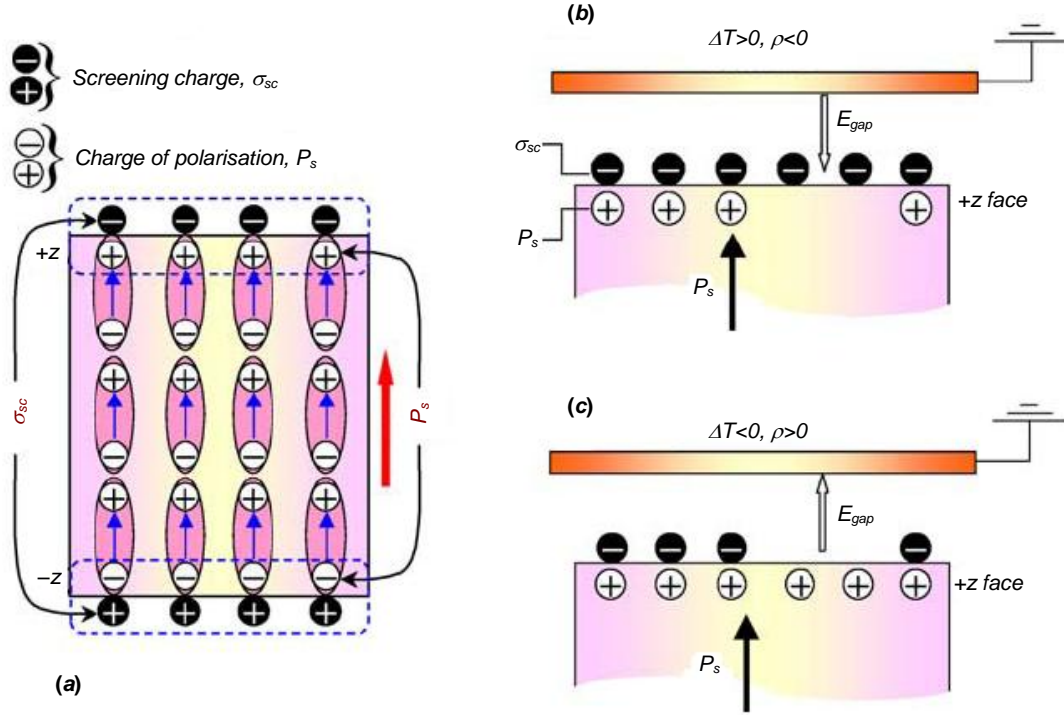 Screening charge, σsc
Charge of polarisation, Ps
+z
−z
σsc
Ps
(a)
(b)
ΔT>0, ρ<0
Egap
σsc
Ps
+z face
Ps
(c)
ΔT<0, ρ>0
Egap
+z face
Ps